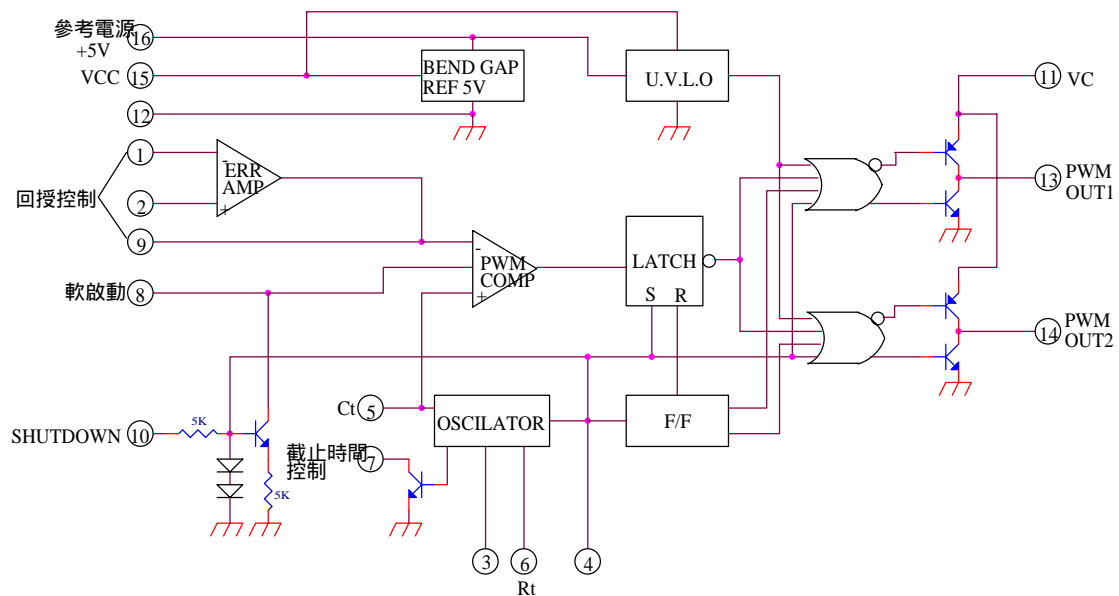 參考電源
+5V
16
VCC
15
BEND GAP
REF 5V
U.V.L.O
11
VC
12
1
-
ERR
AMP
+
2
回授控制
9
13
PWM
OUT1
-
PWM
COMP
+
LATCH
S
R
軟啟動
8
14
PWM
OUT2
Ct
5
OSCILATOR
F/F
SHUTDOWN
10
5K
截止時間
控制
7
5K
3
6
4
Rt